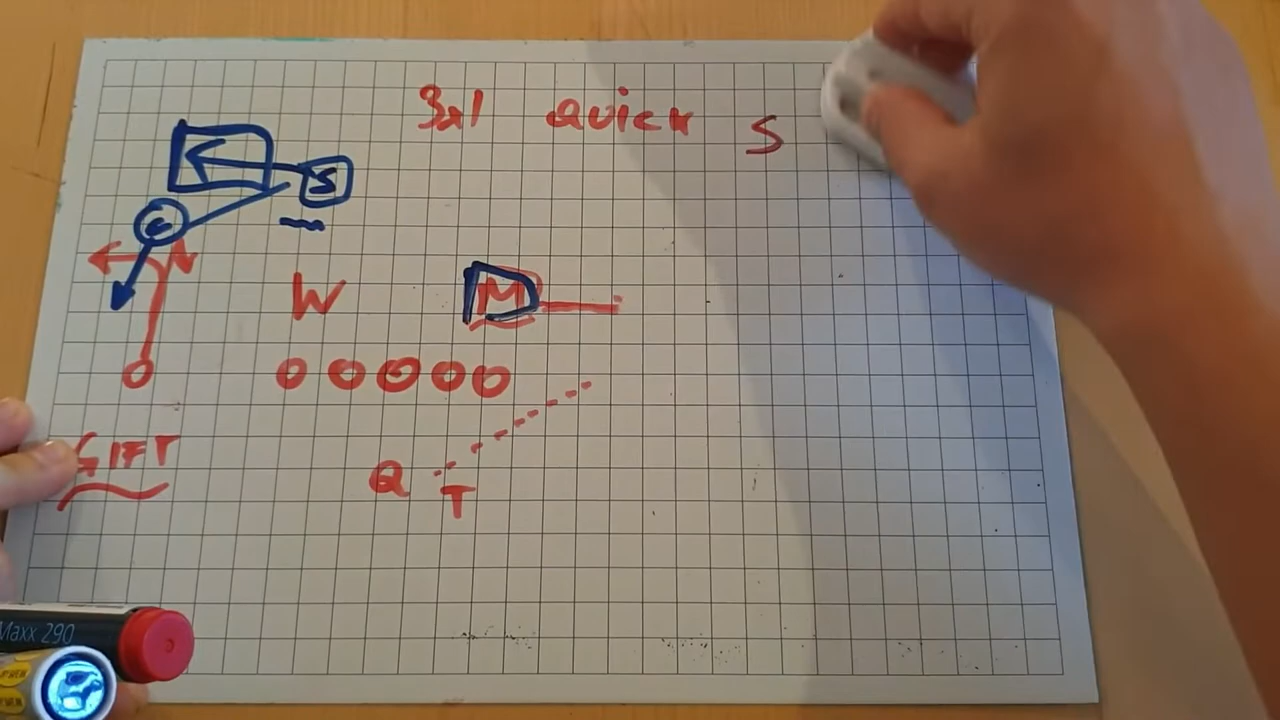 3x1 QUICK S
S
C
W M
O O O O O O
GIFT
Q T
Maxx 290